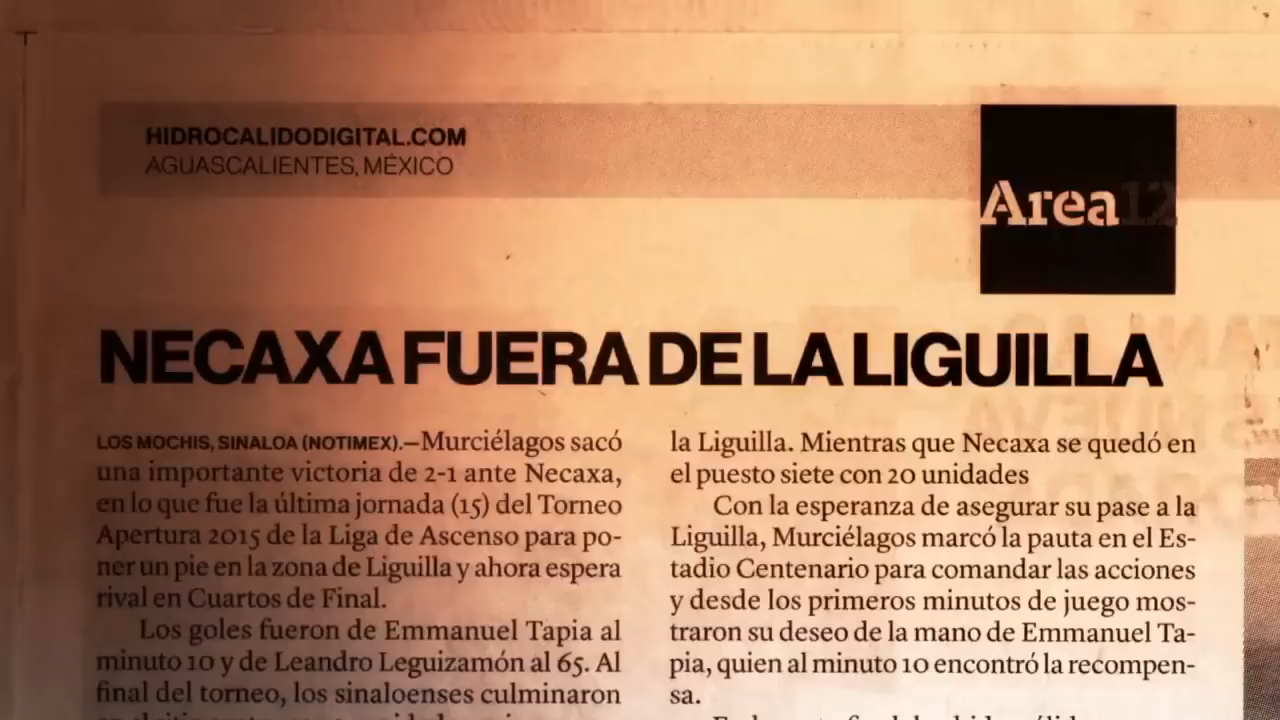 HIDROCALIDODIGITAL.COM
AGUASCALIENTES, MÉXICO
Area12
NECAXA FUERA DE LA LIGUILLA
LOS MOCHIS, SINALOA (NOTIMEX).—Murciélagos sacó
una importante victoria de 2-1 ante Necaxa,
en lo que fue la última jornada (15) del Torneo
Apertura 2015 de la Liga de Ascenso para po-
ner un pie en la zona de Liguilla y ahora espera
rival en Cuartos de Final.
Los goles fueron de Emmanuel Tapia al
minuto 10 y de Leandro Leguizamón al 65. Al
final del torneo, los sinaloenses culminaron
la Liguilla. Mientras que Necaxa se quedó en
el puesto siete con 20 unidades
Con la esperanza de asegurar su pase a la
Liguilla, Murciélagos marcó la pauta en el Es-
tadio Centenario para comandar las acciones
y desde los primeros minutos de juego mos-
traron su deseo de la mano de Emmanuel Ta-
pia, quien al minuto 10 encontró la recompen-
sa.